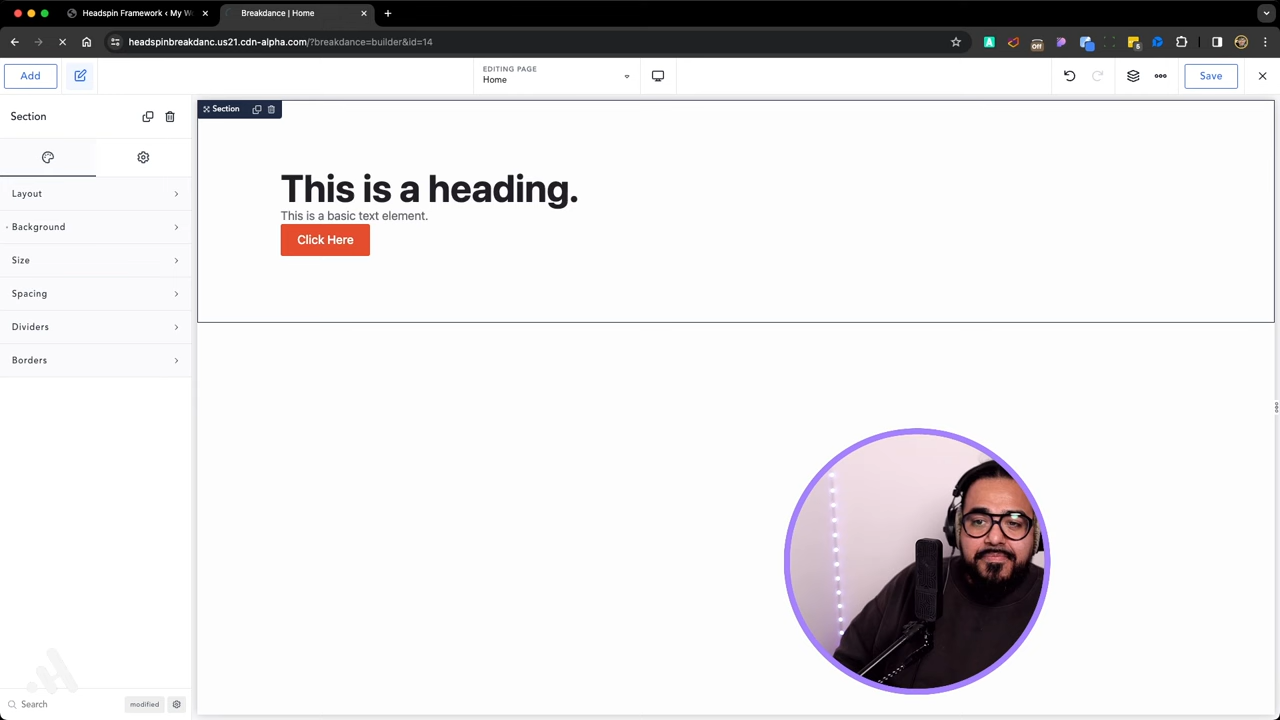 Headspin Framework ‹ My W
Breakdance | Home
headspinbreakdanc.us21.cdn-alpha.com/?breakdance=builder&id=14
Off
6
Add
EDITING PAGE
Home
Save
Section
Section
Layout
Background
Size
Spacing
Dividers
Borders
This is a heading.
This is a basic text element.
Click Here
Search
modified